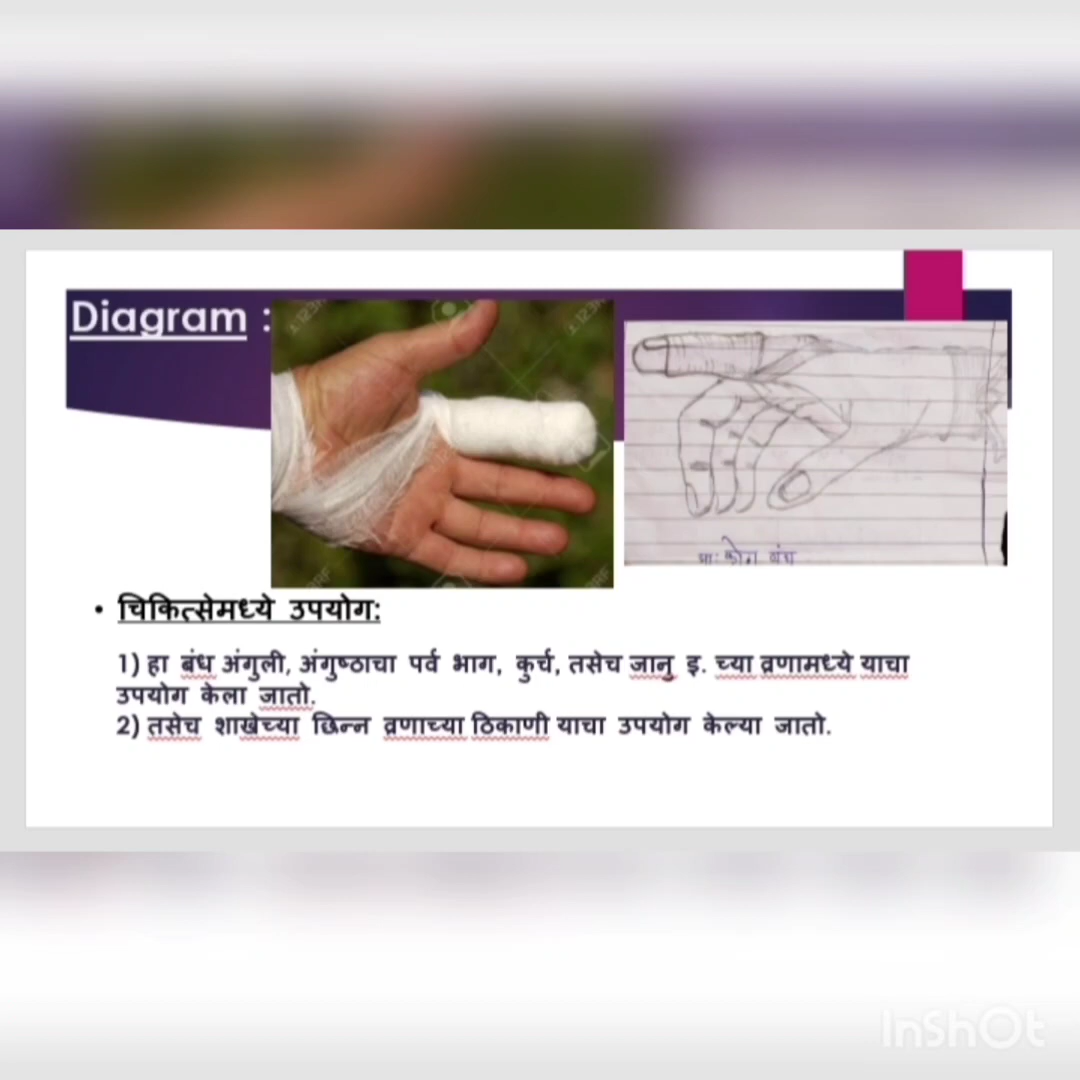 Diagram :
कोश बंध
• चिकित्सेमध्ये उपयोग:
1) हा बंध अंगुली, अंगुष्ठाचा पर्व भाग, कुर्च, तसेच जानु इ. च्या व्रणामध्ये याचा
उपयोग केला जातो.
2) तसेच शाखेच्या छिन्न व्रणाच्या ठिकाणी याचा उपयोग केल्या जातो.
InShOt